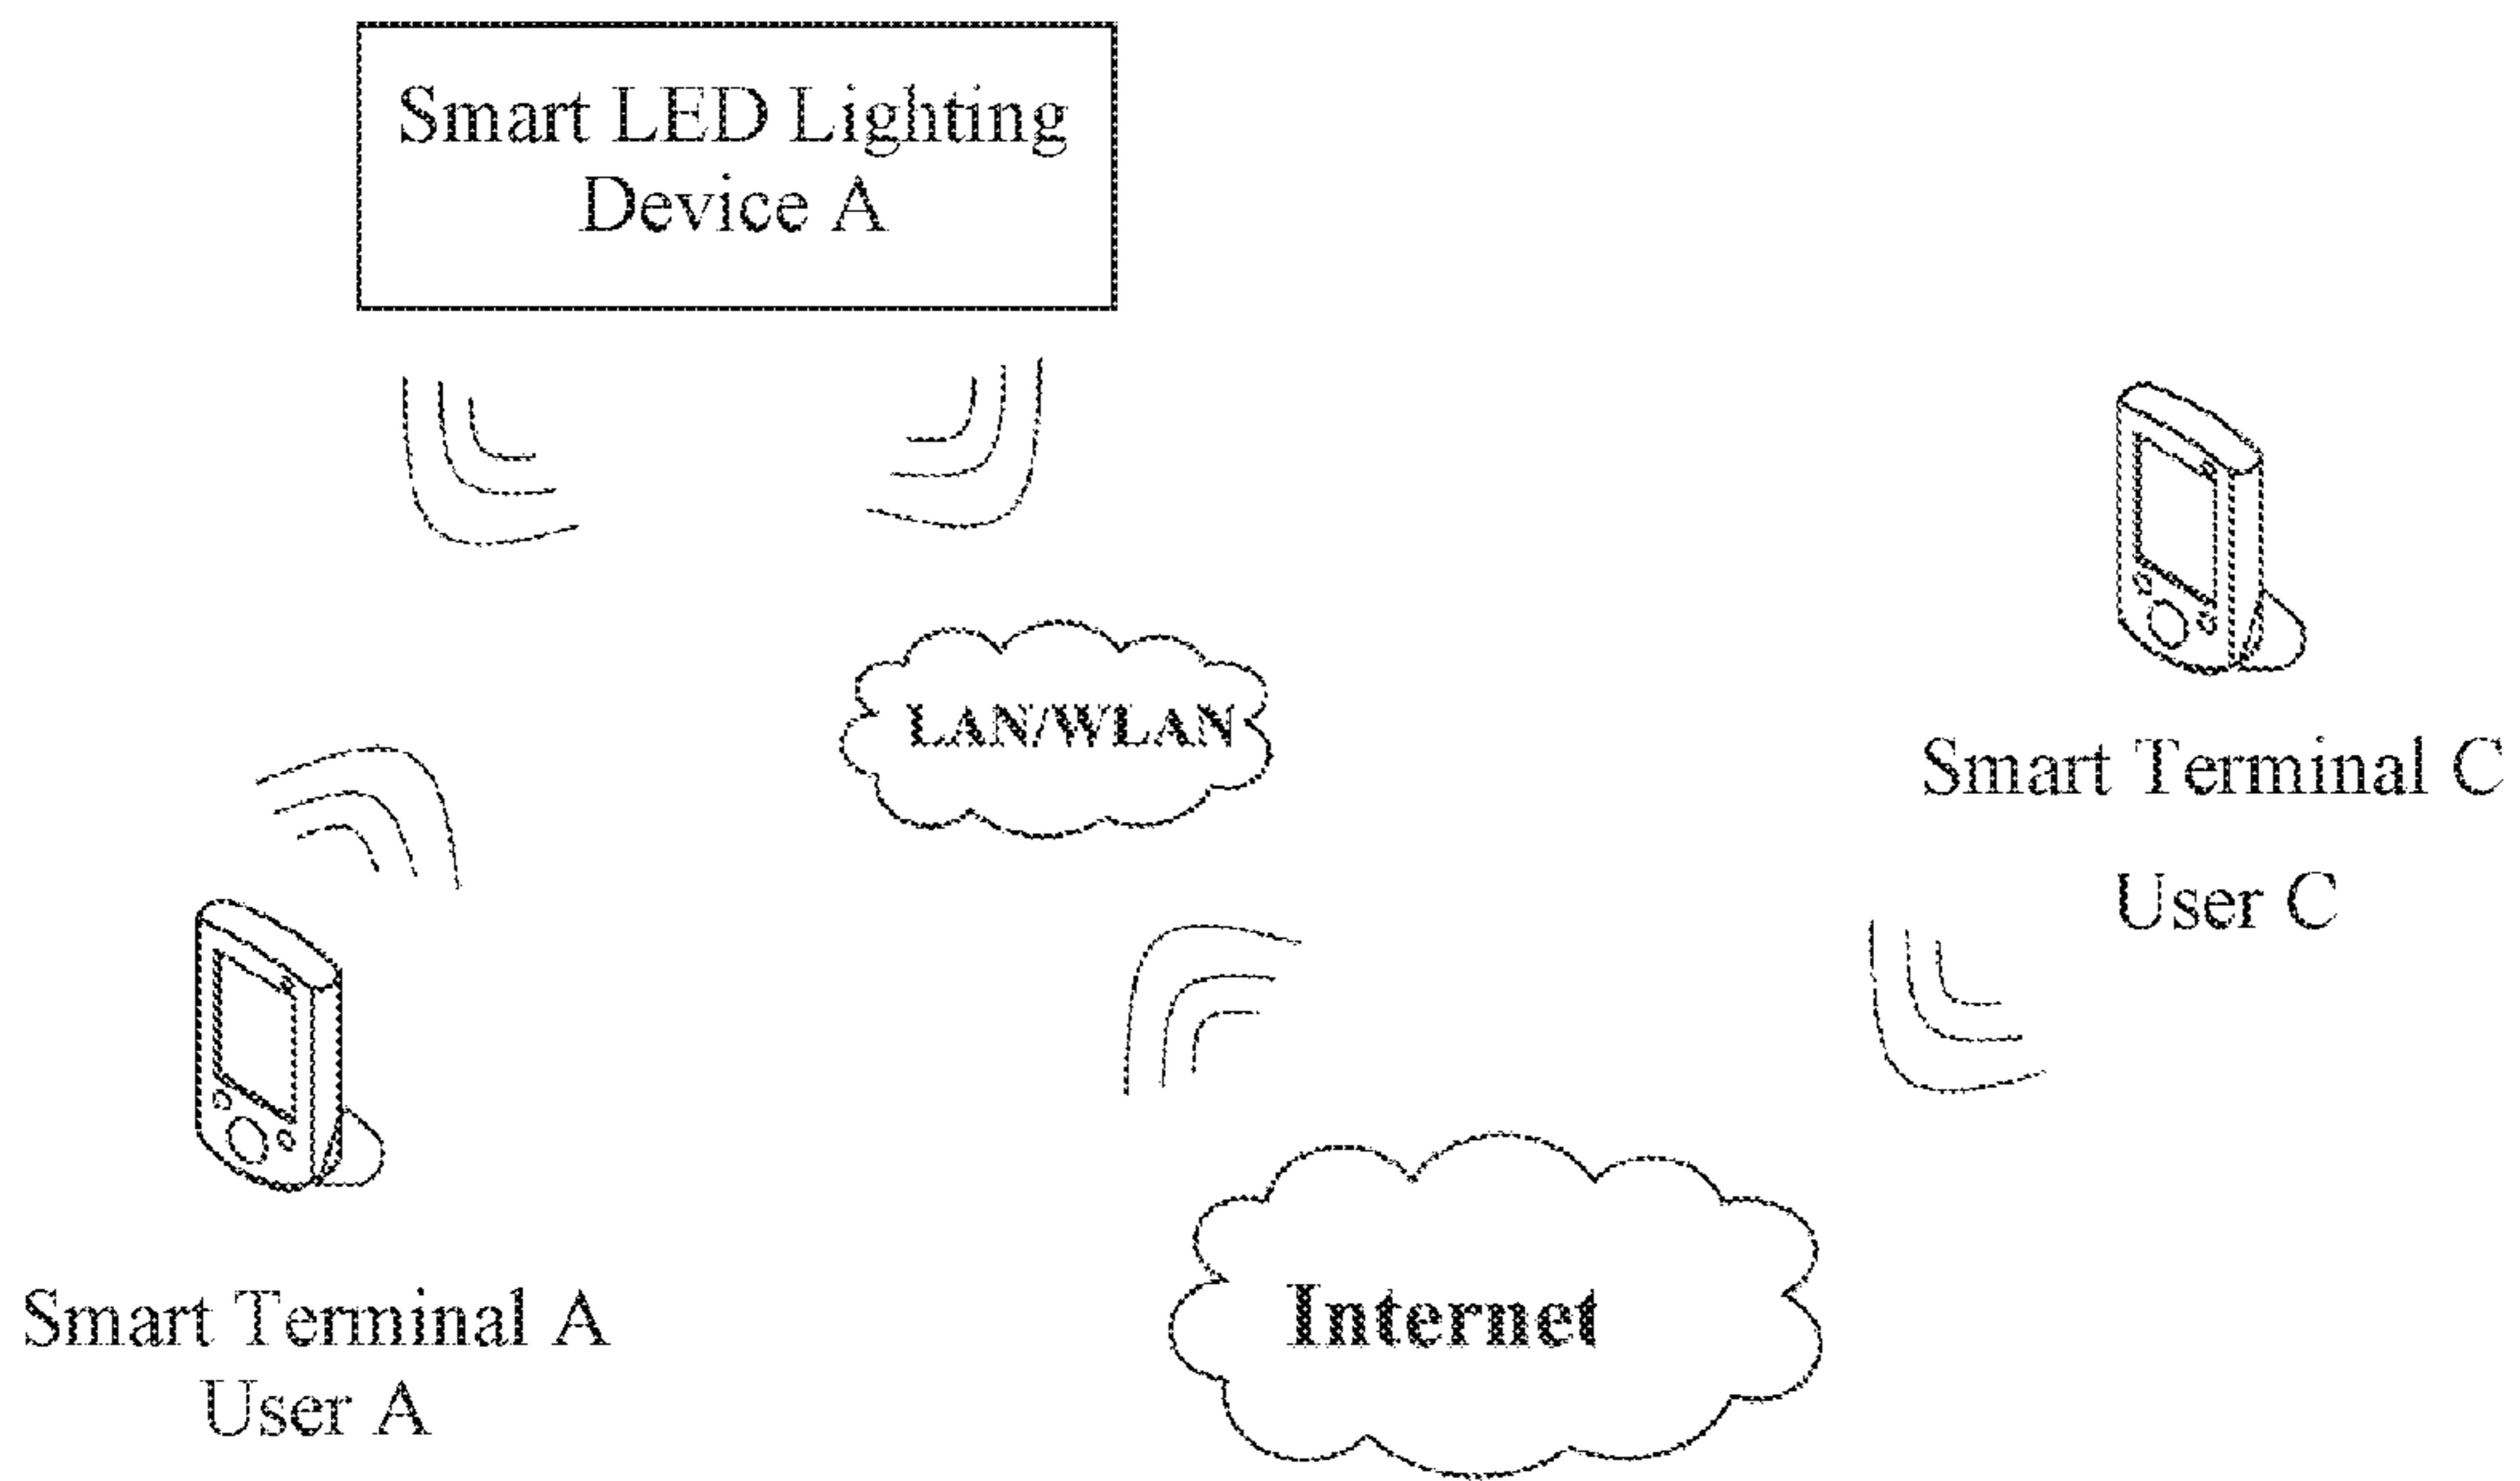 Smart LED Lighting
Device A
LAN/WLAN
Smart Terminal C
User C
Smart Terminal A
User A
Internet